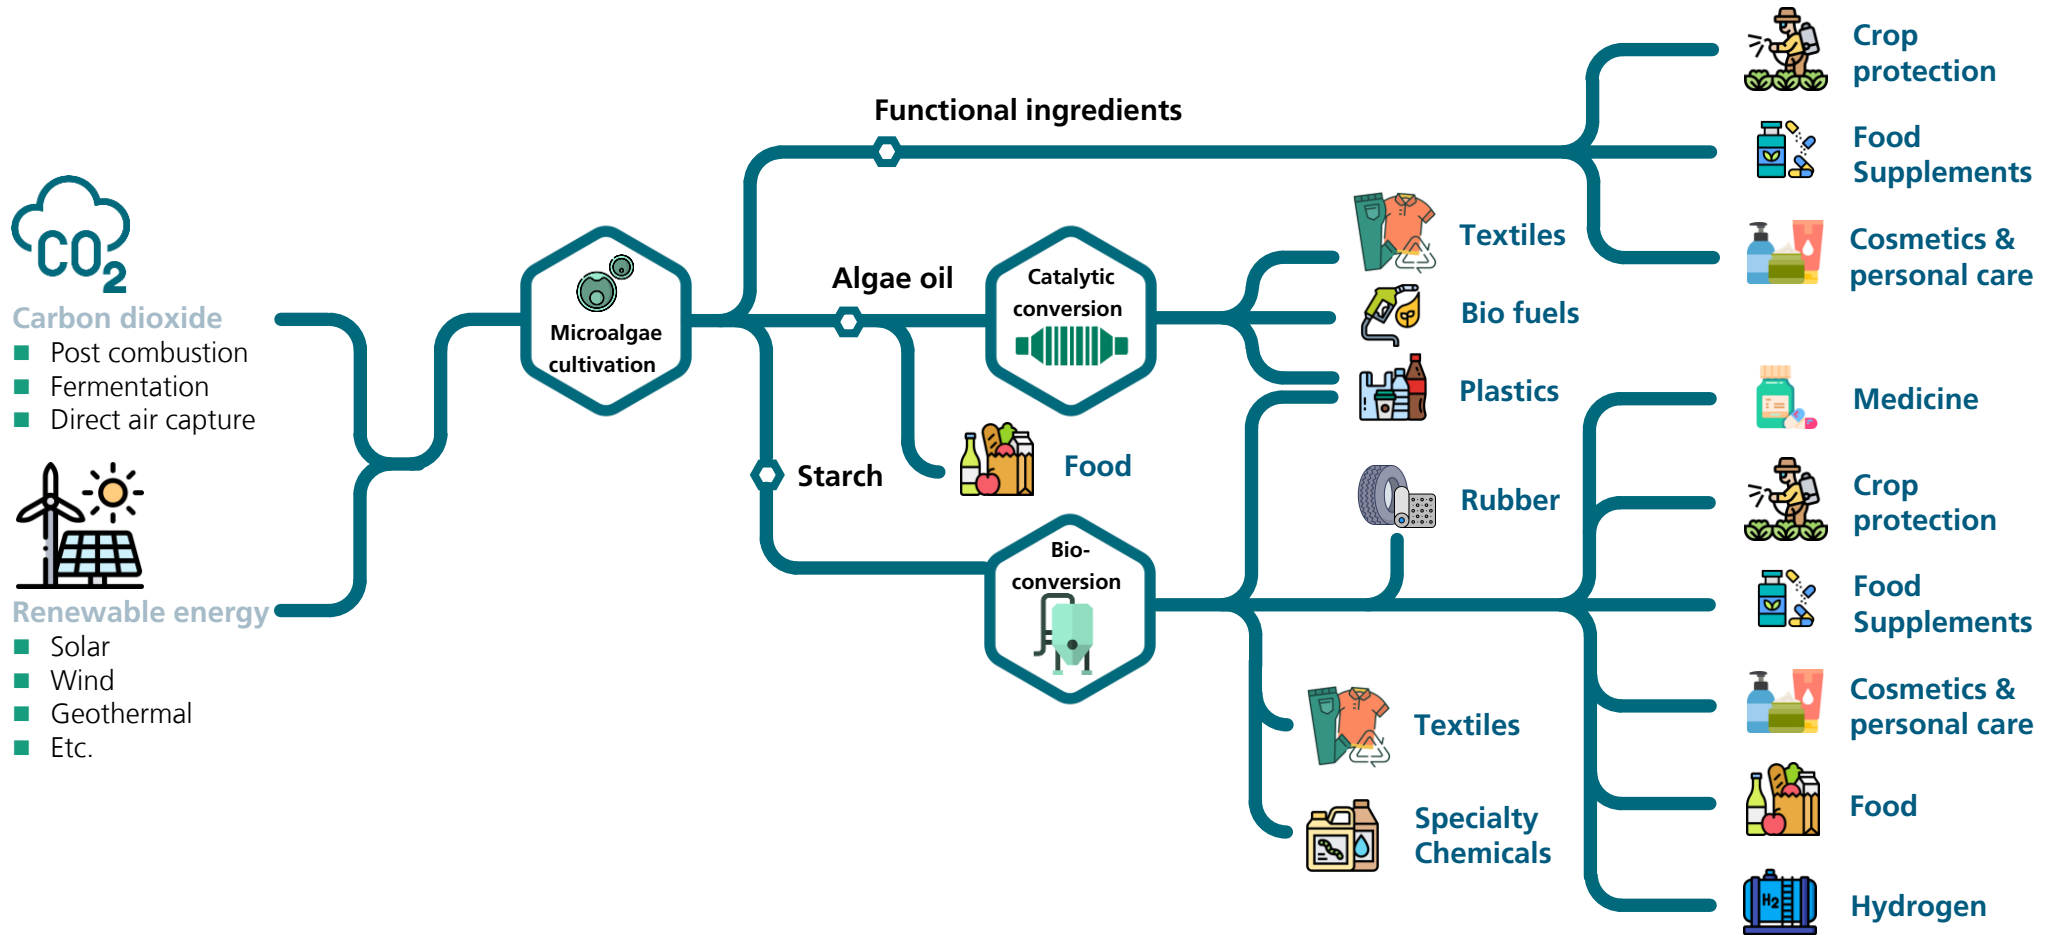 CO2
Carbon dioxide
Post combustion
Fermentation
Direct air capture
Renewable energy
Solar
Wind
Geothermal
Etc.
Microalgae
cultivation
Functional ingredients
Algae oil
Starch
Catalytic
conversion
Food
Bio-
conversion
Textiles
Bio fuels
Plastics
Rubber
Textiles
Specialty
Chemicals
Crop
protection
Food
Supplements
Cosmetics &
personal care
Medicine
Crop
protection
Food
Supplements
Cosmetics &
personal care
Food
H2
Hydrogen